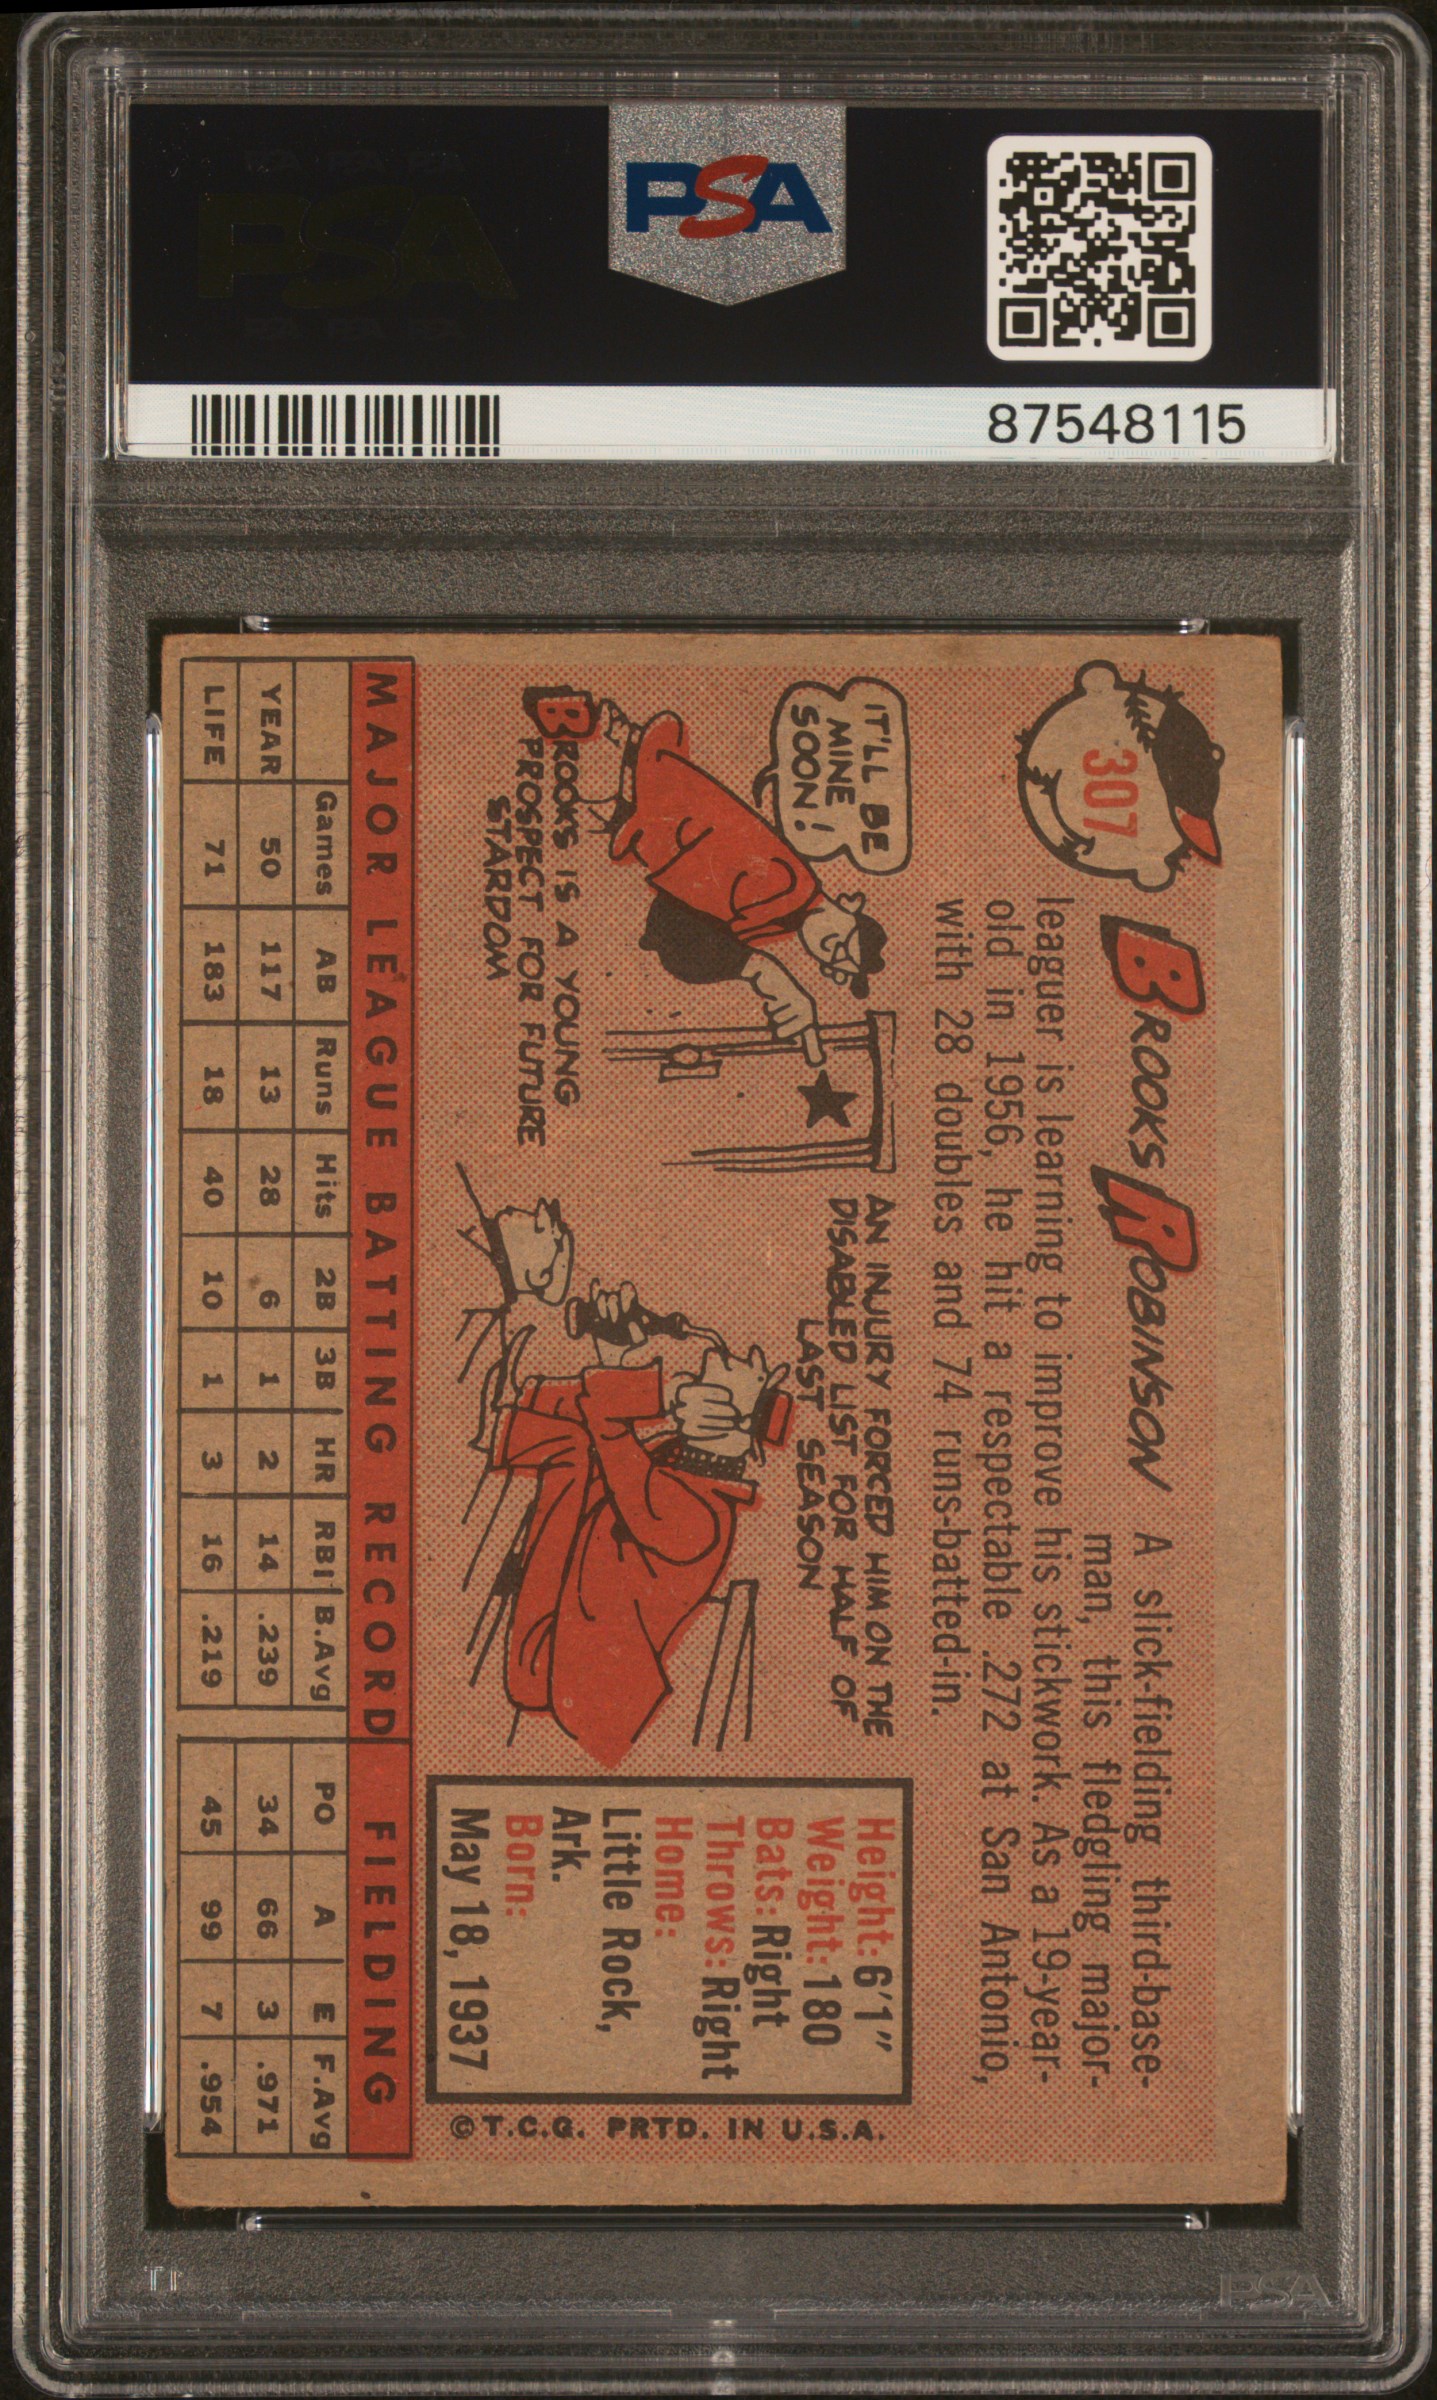 PSA
PSA
87548115
307
BROOKS ROBINSON
A slick-fielding third-base-
man, this fledgling major-
leaguer is learning to improve his stickwork. As a 19-year-
old in 1956, he hit a respectable .272 at San Antonio,
with 28 doubles and 74 runs-batted-in.
IT'LL BE
MINE
SOON!
BROOKS IS A YOUNG
PROSPECT FOR FUTURE
STARDOM
AN INJURY FORCED HIM ON THE
DISABLED LIST FOR HALF OF
LAST SEASON
Height: 6'1"
Weight: 180
Bats: Right
Throws: Right
Home:
Little Rock,
Ark.
Born:
May 18, 1937
©T.C.G. PRTD. IN U.S.A.
MAJOR LEAGUE BATTING RECORD FIELDING
Games AB Runs Hits 2B 3B HR RBI B.Avg PO A E F.Avg
YEAR 50 117 13 28 6 1 2 14 .239 34 66 3 .971
LIFE 71 183 18 40 10 1 3 16 .219 45 99 7 .954
PSA